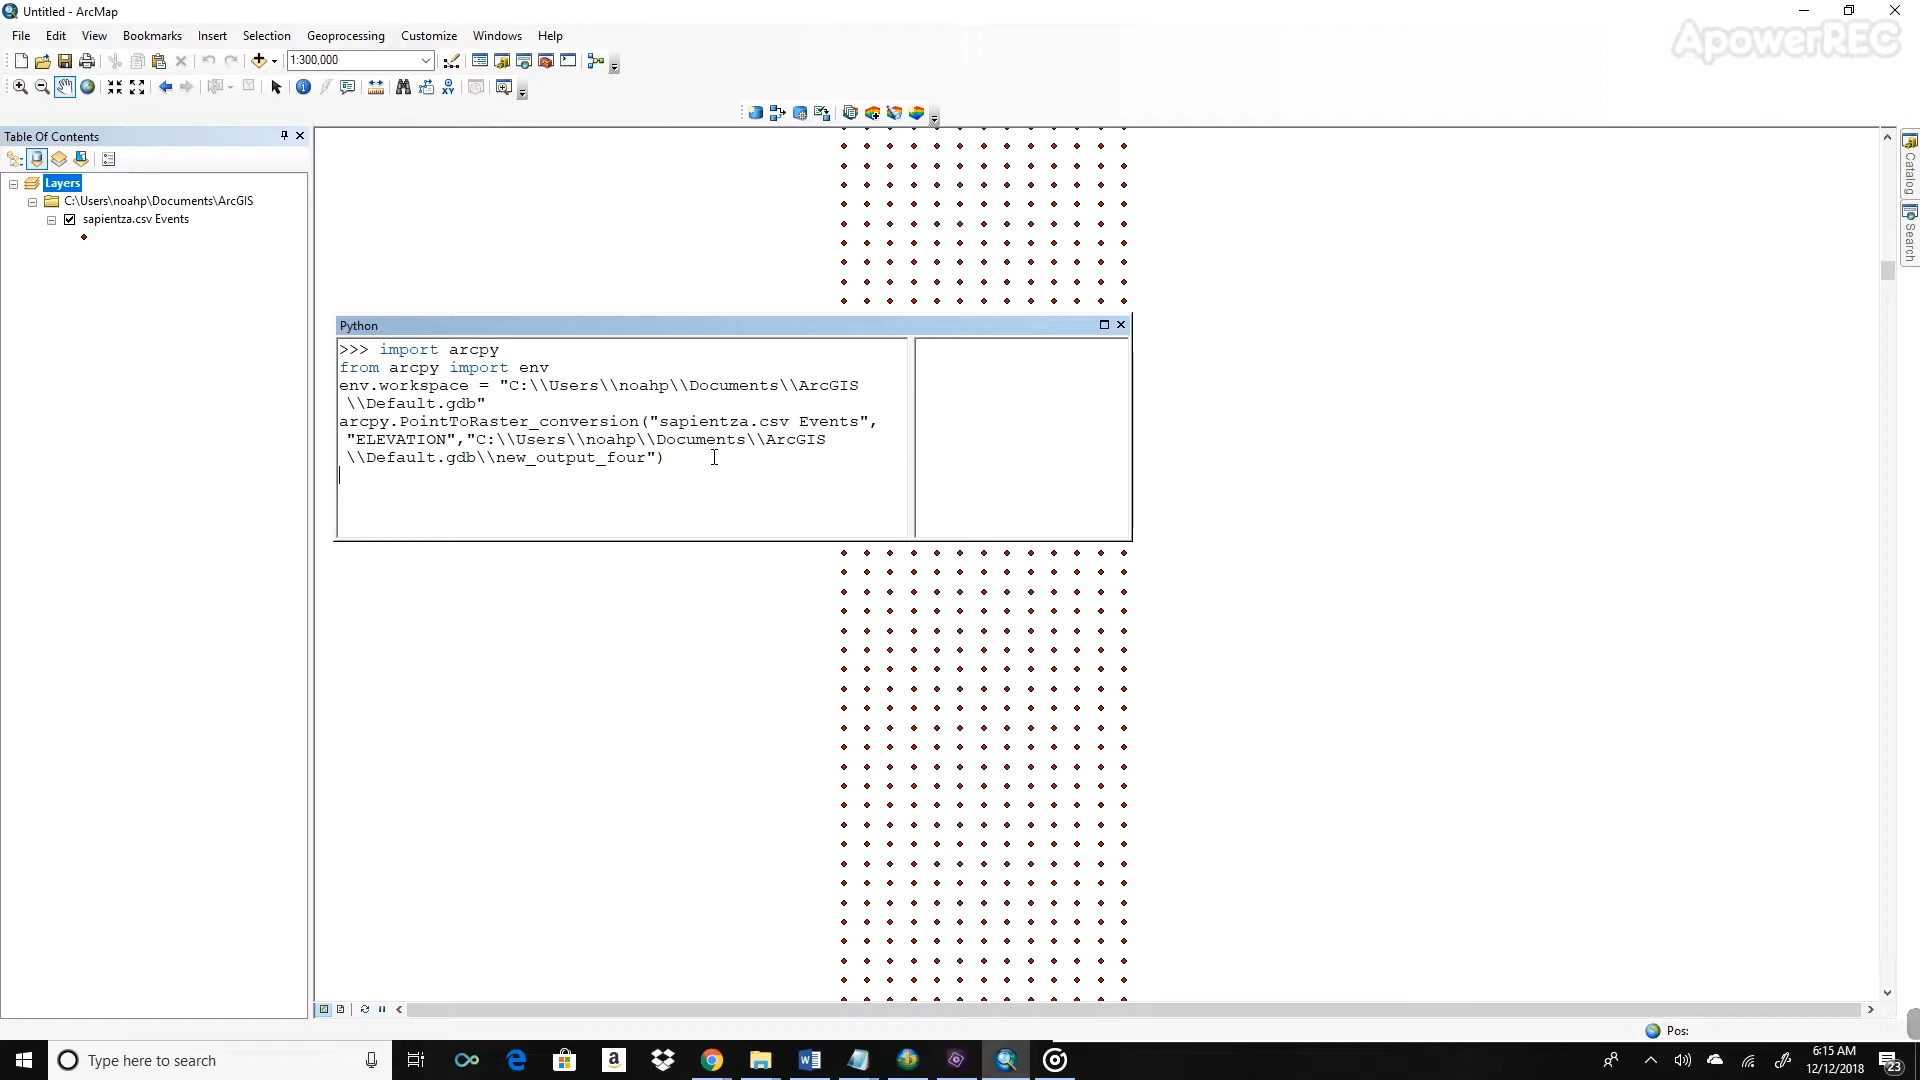 Untitled - ArcMap
ApowerREC
File Edit View Bookmarks Insert Selection Geoprocessing Customize Windows Help
1:300,000
Table Of Contents
Layers
C:\Users\noahp\Documents\ArcGIS
sapientza.csv Events
Python
>>> import arcpy
from arcpy import env
env.workspace = "C:\\Users\\noahp\\Documents\\ArcGIS
\\Default.gdb"
arcpy.PointToRaster_conversion("sapientza.csv Events",
"ELEVATION","C:\\Users\\noahp\\Documents\\ArcGIS
\\Default.gdb\\new_output_four")
Catalog
Search
Pos:
Type here to search
6:15 AM
12/12/2018
23